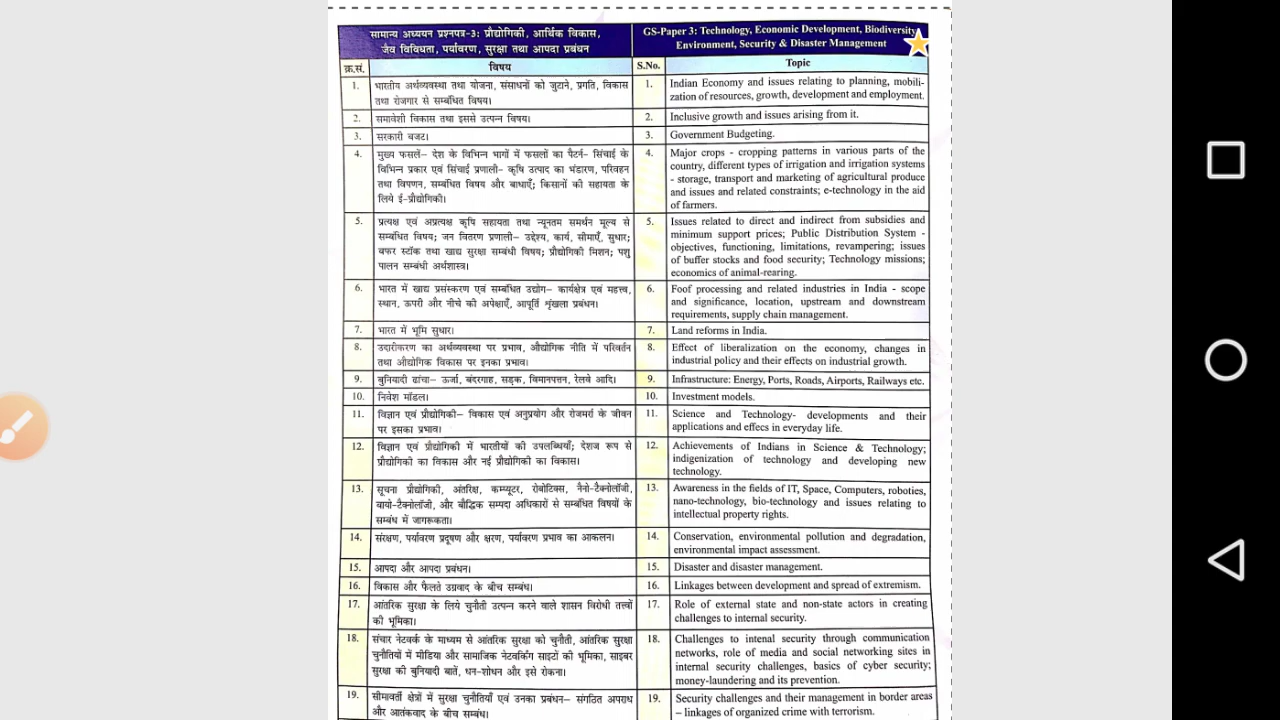 सामान्य अध्ययन प्रश्नपत्र-3: प्रौद्योगिकी, आर्थिक विकास,
जैव विविधता, पर्यावरण, सुरक्षा तथा आपदा प्रबंधन
क्र.सं. विषय
1. भारतीय अर्थव्यवस्था तथा योजना, संसाधनों को जुटाने, प्रगति, विकास
तथा रोजगार से सम्बंधित विषय।
2. समावेशी विकास तथा इससे उत्पन्न विषय।
3. सरकारी बजट।
4. मुख्य फसलें– देश के विभिन्न भागों में फसलों का पैटर्न- सिंचाई के
विभिन्न प्रकार एवं सिंचाई प्रणाली- कृषि उत्पाद का भंडारण, परिवहन
तथा विपणन, सम्बंधित विषय और बाधाएँ; किसानों की सहायता के
लिये ई-प्रौद्योगिकी।
5. प्रत्यक्ष एवं अप्रत्यक्ष कृषि सहायता तथा न्यूनतम समर्थन मूल्य से
सम्बंधित विषय; जन वितरण प्रणाली– उद्देश्य, कार्य, सीमाएँ, सुधार;
बफर स्टॉक तथा खाद्य सुरक्षा सम्बंधी विषय; प्रौद्योगिकी मिशन; पशु
पालन सम्बंधी अर्थशास्त्र।
6. भारत में खाद्य प्रसंस्करण एवं सम्बंधित उद्योग– कार्यक्षेत्र एवं महत्त्व,
स्थान, ऊपरी और नीचे की अपेक्षाएँ, आपूर्ति शृंखला प्रबंधन।
7. भारत में भूमि सुधार।
8. उदारीकरण का अर्थव्यवस्था पर प्रभाव, औद्योगिक नीति में परिवर्तन
तथा औद्योगिक विकास पर इनका प्रभाव।
9. बुनियादी ढांचा– ऊर्जा, बंदरगाह, सड़क, विमानपत्तन, रेलवे आदि।
10. निवेश मॉडल।
11. विज्ञान एवं प्रौद्योगिकी– विकास एवं अनुप्रयोग और रोजमर्रा के जीवन
पर इसका प्रभाव।
12. विज्ञान एवं प्रौद्योगिकी में भारतीयों की उपलब्धियाँ; देशज रूप से
प्रौद्योगिकी का विकास और नई प्रौद्योगिकी का विकास।
13. सूचना प्रौद्योगिकी, अंतरिक्ष, कम्प्यूटर, रोबोटिक्स, नैनो-टैक्नोलॉजी,
बायो-टैक्नोलॉजी, और बौद्धिक सम्पदा अधिकारों से सम्बंधित विषयों के
सम्बंध में जागरूकता।
14. संरक्षण, पर्यावरण प्रदूषण और क्षरण, पर्यावरण प्रभाव का आकलन।
15. आपदा और आपदा प्रबंधन।
16. विकास और फैलते उग्रवाद के बीच सम्बंध।
17. आंतरिक सुरक्षा के लिये चुनौती उत्पन्न करने वाले शासन विरोधी तत्त्वों
की भूमिका।
18. संचार नेटवर्क के माध्यम से आंतरिक सुरक्षा को चुनौती, आंतरिक सुरक्षा
चुनौतियों में मीडिया और सामाजिक नेटवर्किंग साइटों की भूमिका, साइबर
सुरक्षा की बुनियादी बातें, धन-शोधन और इसे रोकना।
19. सीमावर्ती क्षेत्रों में सुरक्षा चुनौतियाँ एवं उनका प्रबंधन– संगठित अपराध
और आतंकवाद के बीच सम्बंध।
GS-Paper 3: Technology, Economic Development, Biodiversity
Environment, Security & Disaster Management
S.No. Topic
1. Indian Economy and issues relating to planning, mobili-
zation of resources, growth, development and employment.
2. Inclusive growth and issues arising from it.
3. Government Budgeting.
4. Major crops - cropping patterns in various parts of the
country, different types of irrigation and irrigation systems
- storage, transport and marketing of agricultural produce
and issues and related constraints; e-technology in the aid
of farmers.
5. Issues related to direct and indirect from subsidies and
minimum support prices; Public Distribution System -
objectives, functioning, limitations, revampering; issues
of buffer stocks and food security; Technology missions;
economics of animal-rearing.
6. Foof processing and related industries in India - scope
and significance, location, upstream and downstream
requirements, supply chain management.
7. Land reforms in India.
8. Effect of liberalization on the economy, changes in
industrial policy and their effects on industrial growth.
9. Infrastructure: Energy, Ports, Roads, Airports, Railways etc.
10. Investment models.
11. Science and Technology- developments and their
applications and effecs in everyday life.
12. Achievements of Indians in Science & Technology;
indigenization of technology and developing new
technology.
13. Awareness in the fields of IT, Space, Computers, robotics,
nano-technology, bio-technology and issues relating to
intellectual property rights.
14. Conservation, environmental pollution and degradation,
environmental impact assessment.
15. Disaster and disaster management.
16. Linkages between development and spread of extremism.
17. Role of external state and non-state actors in creating
challenges to internal security.
18. Challenges to intenal security through communication
networks, role of media and social networking sites in
internal security challenges, basics of cyber security;
money-laundering and its prevention.
19. Security challenges and their management in border areas
– linkages of organized crime with terrorism.